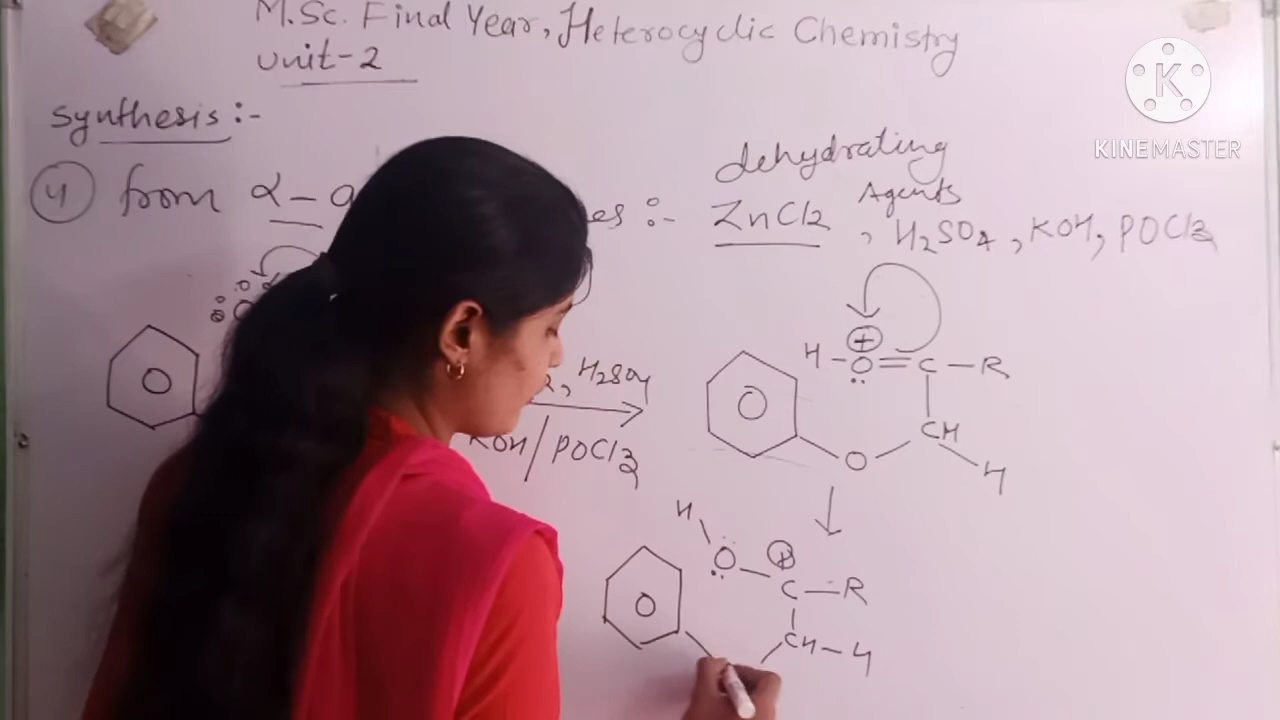 M.Sc. Final Year, Heterocyclic Chemistry
Unit-2
Synthesis :-
④ from α-
es :- dehydrating Agents
ZnCl2, H2SO4, KOH, POCl3
H2SO4
KOH / POCl3
H - O = C - R
⊕
CH
O
H
H
O
⊕
C - R
CH - H
K
KINEMASTER